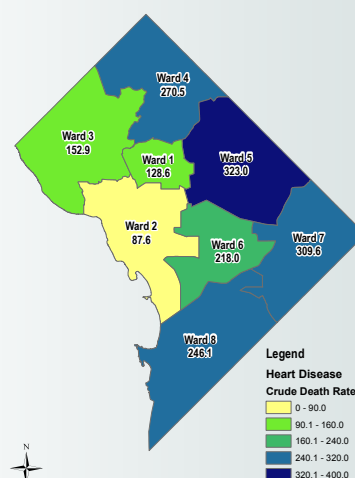 Ward 4
270.5
Ward 3
152.9
Ward 1
128.6
Ward 5
323.0
Ward 2
87.6
Ward 6
218.0
Ward 7
309.6
Ward 8
246.1
Legend
Heart Disease
Crude Death Rate
0 - 90.0
90.1 - 160.0
160.1 - 240.0
240.1 - 320.0
320.1 - 400.0
N